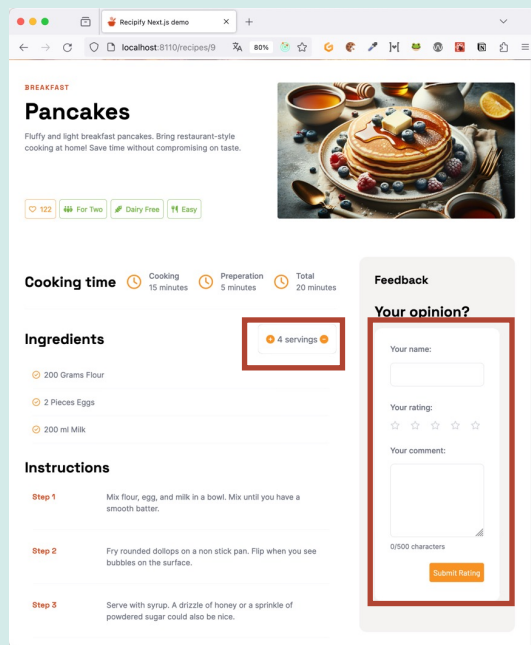 Recipify Next.js demo
localhost:8110/recipes/9
80%
BREAKFAST
Pancakes
Fluffy and light breakfast pancakes. Bring restaurant-style
cooking at home! Save time without compromising on taste.
122
For Two
Dairy Free
Easy
Cooking time
Cooking
15 minutes
Preperation
5 minutes
Total
20 minutes
Ingredients
4 servings
200 Grams Flour
2 Pieces Eggs
200 ml Milk
Instructions
Step 1
Mix flour, egg, and milk in a bowl. Mix until you have a
smooth batter.
Step 2
Fry rounded dollops on a non stick pan. Flip when you see
bubbles on the surface.
Step 3
Serve with syrup. A drizzle of honey or a sprinkle of
powdered sugar could also be nice.
Feedback
Your opinion?
Your name:
Your rating:
Your comment:
0/500 characters
Submit Rating